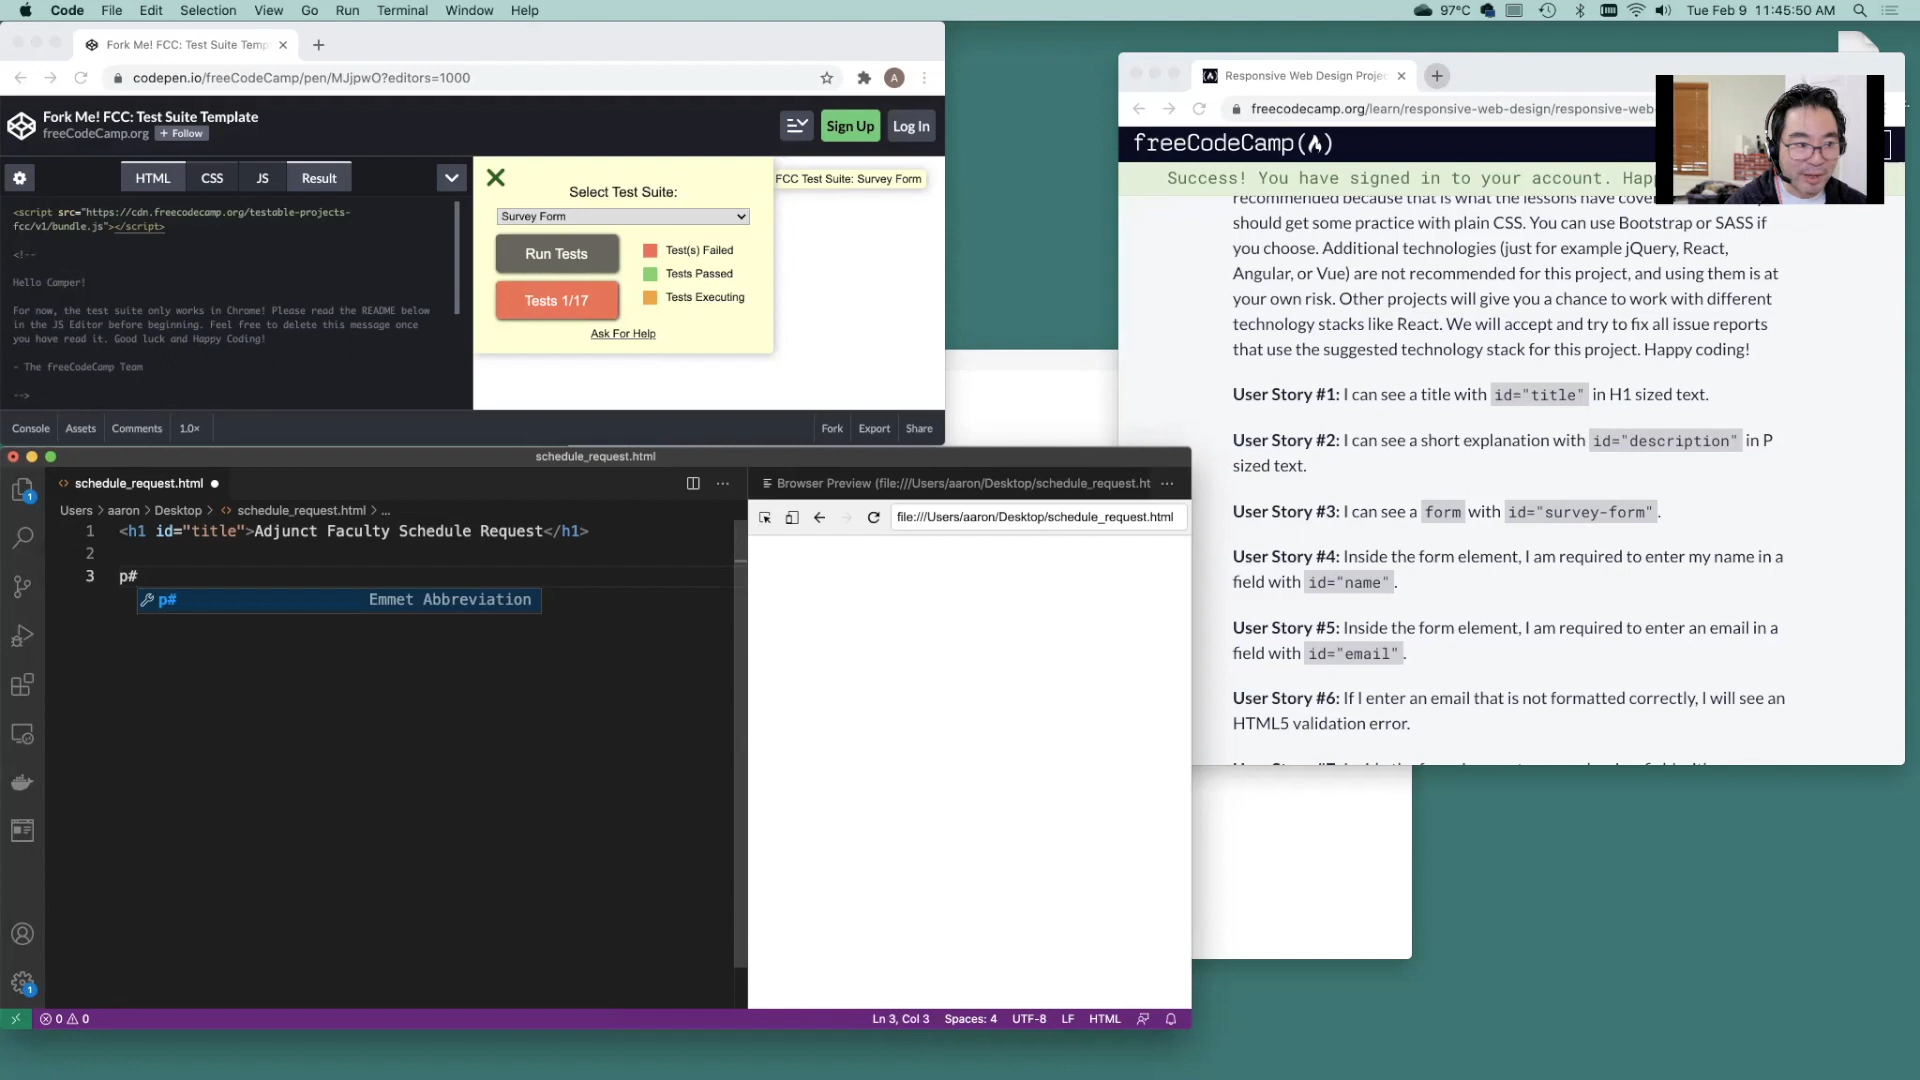 Code File Edit Selection View Go Run Terminal Window Help
97°C Tue Feb 9 11:45:50 AM
Fork Me! FCC: Test Suite Temp
codepen.io/freeCodeCamp/pen/MJjpwO?editors=1000
A
Fork Me! FCC: Test Suite Template
freeCodeCamp.org + Follow
Sign Up Log In
HTML CSS JS Result
<script src="https://cdn.freecodecamp.org/testable-projects-
fcc/v1/bundle.js"></script>
<!--
Hello Camper!
For now, the test suite only works in Chrome! Please read the README below
in the JS Editor before beginning. Feel free to delete this message once
you have read it. Good luck and Happy Coding!
- The freeCodeCamp Team
-->
Select Test Suite:
Survey Form
Run Tests
Tests 1/17
Test(s) Failed
Tests Passed
Tests Executing
Ask For Help
FCC Test Suite: Survey Form
Console Assets Comments 1.0× Fork Export Share
schedule_request.html
schedule_request.html
Users > aaron > Desktop > schedule_request.html > ...
1 <h1 id="title">Adjunct Faculty Schedule Request</h1>
2
3 p#
p# Emmet Abbreviation
1
1
Browser Preview (file:///Users/aaron/Desktop/schedule_request.ht ...
file:///Users/aaron/Desktop/schedule_request.html
0 0 Ln 3, Col 3 Spaces: 4 UTF-8 LF HTML
Responsive Web Design Projec
freecodecamp.org/learn/responsive-web-design/responsive-web-
freeCodeCamp
Success! You have signed in to your account. Hap
recommended because that is what the lessons have cove
should get some practice with plain CSS. You can use Bootstrap or SASS if
you choose. Additional technologies (just for example jQuery, React,
Angular, or Vue) are not recommended for this project, and using them is at
your own risk. Other projects will give you a chance to work with different
technology stacks like React. We will accept and try to fix all issue reports
that use the suggested technology stack for this project. Happy coding!
User Story #1: I can see a title with id="title" in H1 sized text.
User Story #2: I can see a short explanation with id="description" in P
sized text.
User Story #3: I can see a form with id="survey-form".
User Story #4: Inside the form element, I am required to enter my name in a
field with id="name".
User Story #5: Inside the form element, I am required to enter an email in a
field with id="email".
User Story #6: If I enter an email that is not formatted correctly, I will see an
HTML5 validation error.